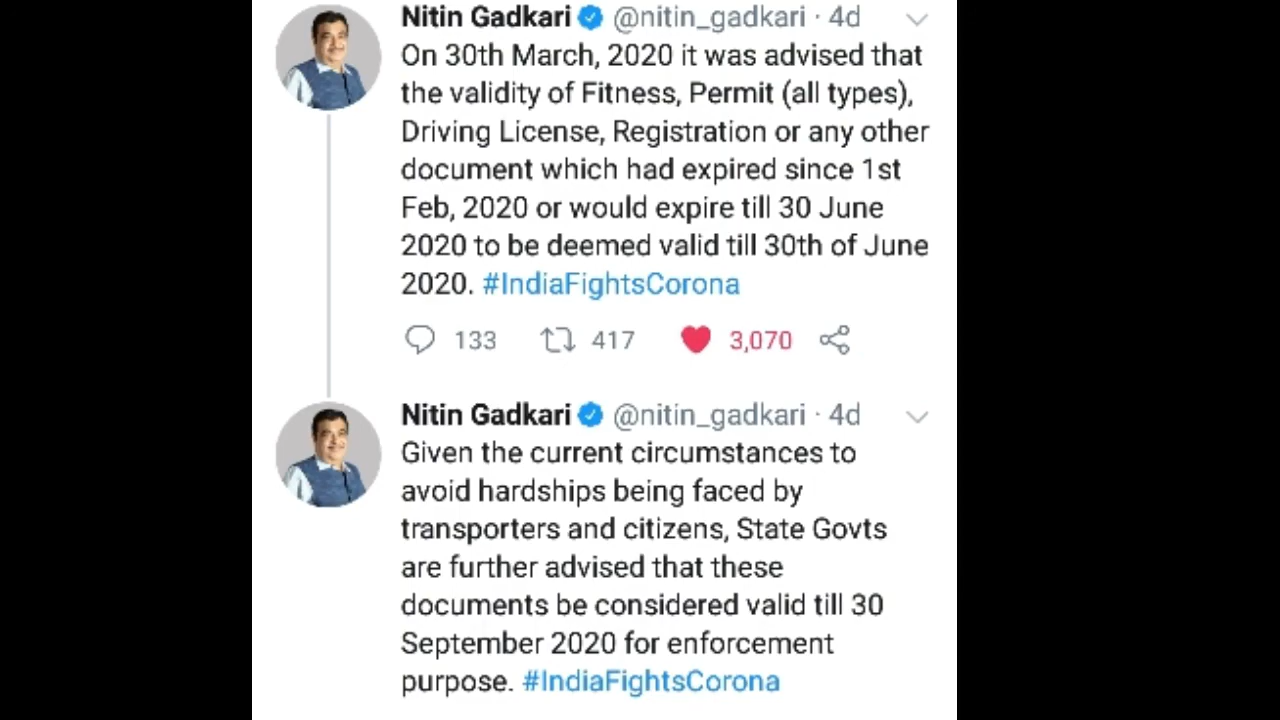 Nitin Gadkari @nitin_gadkari · 4d
On 30th March, 2020 it was advised that
the validity of Fitness, Permit (all types),
Driving License, Registration or any other
document which had expired since 1st
Feb, 2020 or would expire till 30 June
2020 to be deemed valid till 30th of June
2020. #IndiaFightsCorona
133 417 3,070
Nitin Gadkari @nitin_gadkari · 4d
Given the current circumstances to
avoid hardships being faced by
transporters and citizens, State Govts
are further advised that these
documents be considered valid till 30
September 2020 for enforcement
purpose. #IndiaFightsCorona